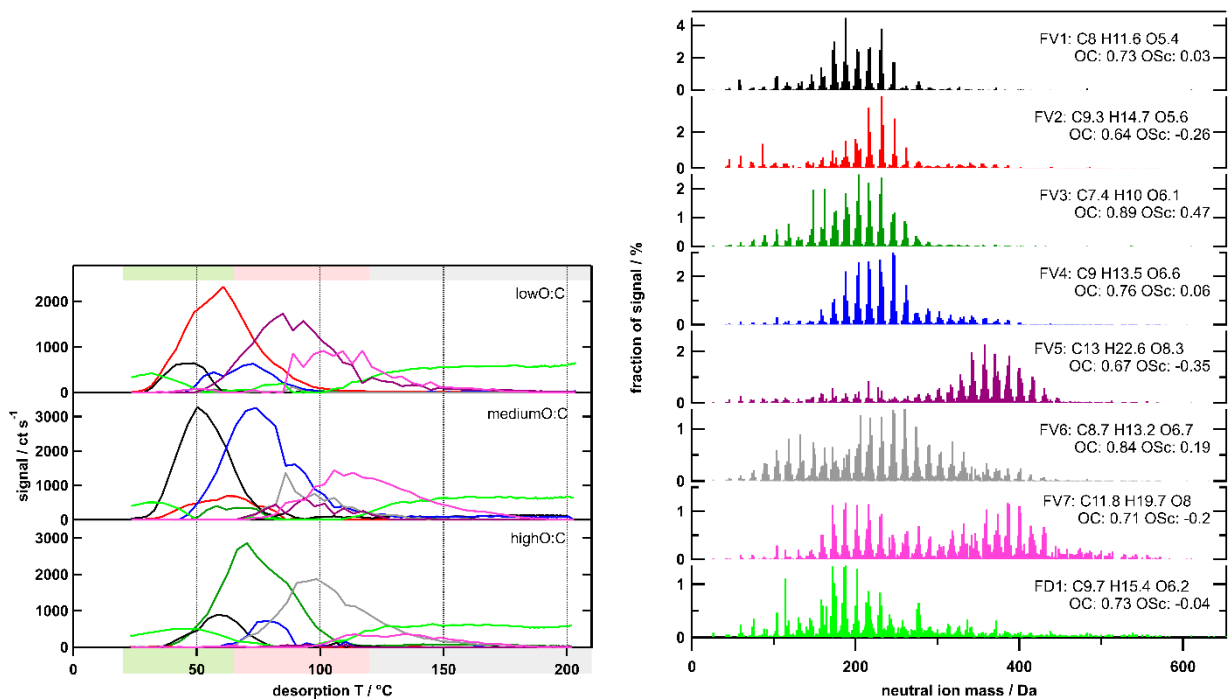 2000
1000
0
lowO:C
3000
2000
1000
0
mediumO:C
3000
2000
1000
0
highO:C
signal / ct s⁻¹
0
50
100
150
200
desorption T / °C
4
2
0
FV1: C8 H11.6 O5.4
OC: 0.73 OSc: 0.03
2
0
FV2: C9.3 H14.7 O5.6
OC: 0.64 OSc: -0.26
2
1
0
FV3: C7.4 H10 O6.1
OC: 0.89 OSc: 0.47
2
0
FV4: C9 H13.5 O6.6
OC: 0.76 OSc: 0.06
2
1
0
FV5: C13 H22.6 O8.3
OC: 0.67 OSc: -0.35
1
0
FV6: C8.7 H13.2 O6.7
OC: 0.84 OSc: 0.19
1
0
FV7: C11.8 H19.7 O8
OC: 0.71 OSc: -0.2
1
0
FD1: C9.7 H15.4 O6.2
OC: 0.73 OSc: -0.04
fraction of signal / %
0
200
400
600
neutral ion mass / Da